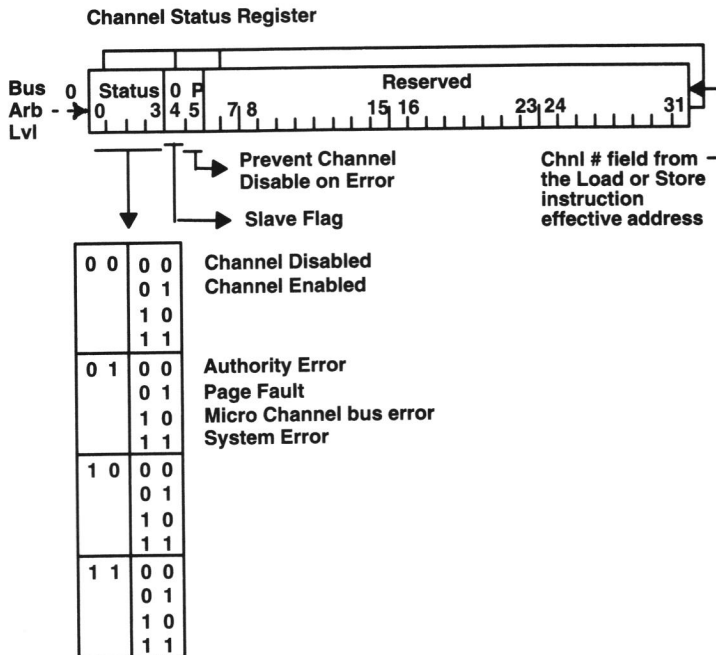 Channel Status Register
Bus 0 Status 0 P Reserved
Arb - - 0 3 4 5 7 8 15 16 23 24 31
Lvl
Prevent Channel
Disable on Error
Chnl # field from -
the Load or Store
instruction
effective address
Slave Flag
0 0 0 0 Channel Disabled
0 1 Channel Enabled
1 0
1 1
0 1 0 0 Authority Error
0 1 Page Fault
1 0 Micro Channel bus error
1 1 System Error
1 0 0 0
0 1
1 0
1 1
1 1 0 0
0 1
1 0
1 1